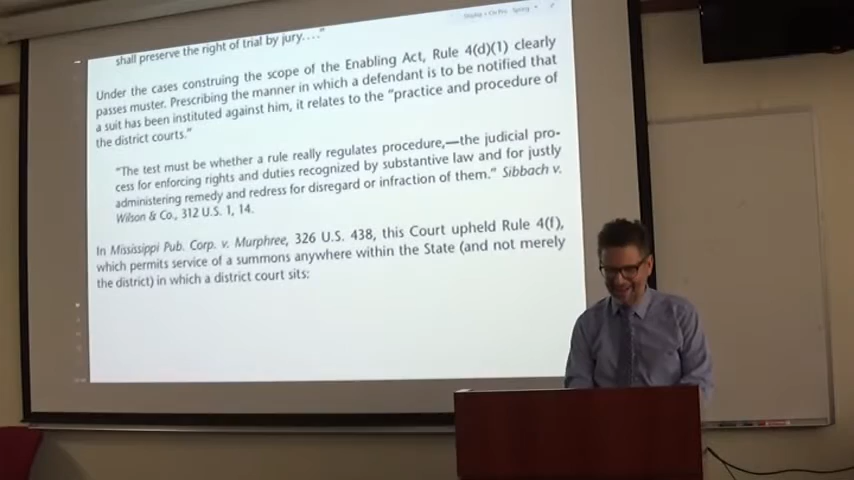 shall preserve the right of trial by jury...."
Under the cases construing the scope of the Enabling Act, Rule 4(d)(1) clearly
passes muster. Prescribing the manner in which a defendant is to be notified that
a suit has been instituted against him, it relates to the "practice and procedure of
the district courts."
"The test must be whether a rule really regulates procedure,—the judicial pro-
cess for enforcing rights and duties recognized by substantive law and for justly
administering remedy and redress for disregard or infraction of them." Sibbach v.
Wilson & Co., 312 U.S. 1, 14.
In Mississippi Pub. Corp. v. Murphree, 326 U.S. 438, this Court upheld Rule 4(f),
which permits service of a summons anywhere within the State (and not merely
the district) in which a district court sits: